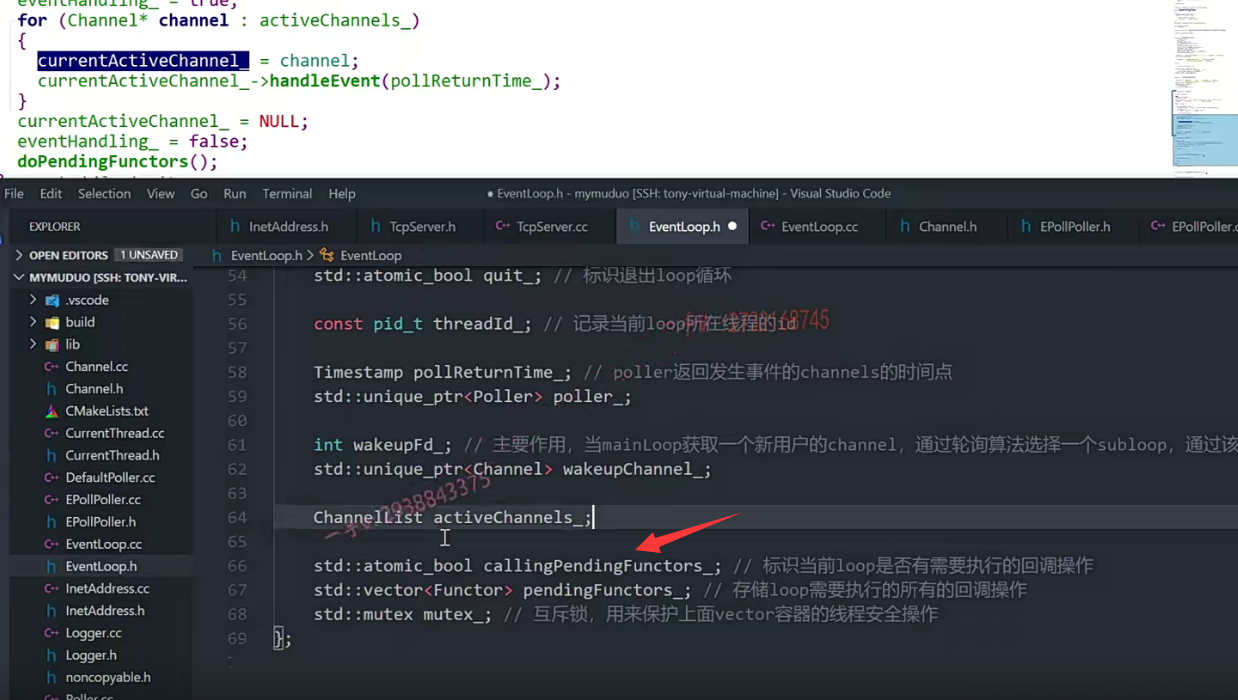 eventHandling_ = true;
for (Channel* channel : activeChannels_)
{
currentActiveChannel_ = channel;
currentActiveChannel_->handleEvent(pollReturnTime_);
}
currentActiveChannel_ = NULL;
eventHandling_ = false;
doPendingFunctors();
File Edit Selection View Go Run Terminal Help
● EventLoop.h - mymuduo [SSH: tony-virtual-machine] - Visual Studio Code
EXPLORER
InetAddress.h TcpServer.h TcpServer.cc EventLoop.h EventLoop.cc Channel.h EPollPoller.h EPollPoller.c
OPEN EDITORS 1 UNSAVED
EventLoop.h > EventLoop
MYMUDUO [SSH: TONY-VIR...
.vscode
build
lib
Channel.cc
Channel.h
CMakeLists.txt
CurrentThread.cc
CurrentThread.h
DefaultPoller.cc
EPollPoller.cc
EPollPoller.h
EventLoop.cc
EventLoop.h
InetAddress.cc
InetAddress.h
Logger.cc
Logger.h
noncopyable.h
Poller.cc
54 std::atomic_bool quit_; // 标识退出loop循环
55
56 const pid_t threadId_; // 记录当前loop所在线程的id
57
58 Timestamp pollReturnTime_; // poller返回发生事件的channels的时间点
59 std::unique_ptr<Poller> poller_;
60
61 int wakeupFd_; // 主要作用，当mainLoop获取一个新用户的channel，通过轮询算法选择一个subloop，通过该
62 std::unique_ptr<Channel> wakeupChannel_;
63
64 ChannelList activeChannels_;
65
66 std::atomic_bool callingPendingFunctors_; // 标识当前loop是否有需要执行的回调操作
67 std::vector<Functor> pendingFunctors_; // 存储loop需要执行的所有的回调操作
68 std::mutex mutex_; // 互斥锁，用来保护上面vector容器的线程安全操作
69 };